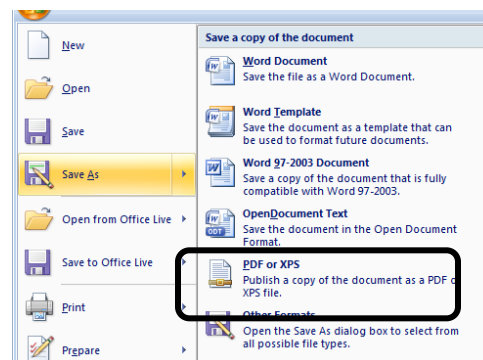 New
Open
Save
Save As
Open from Office Live
Save to Office Live
Print
Prepare
Save a copy of the document
Word Document
Save the file as a Word Document.
Word Template
Save the document as a template that can
be used to format future documents.
Word 97-2003 Document
Save a copy of the document that is fully
compatible with Word 97-2003.
OpenDocument Text
ODT
Save the document in the Open Document
Format.
PDF or XPS
Publish a copy of the document as a PDF or
XPS file.
Other Formats
Open the Save As dialog box to select from
all possible file types.